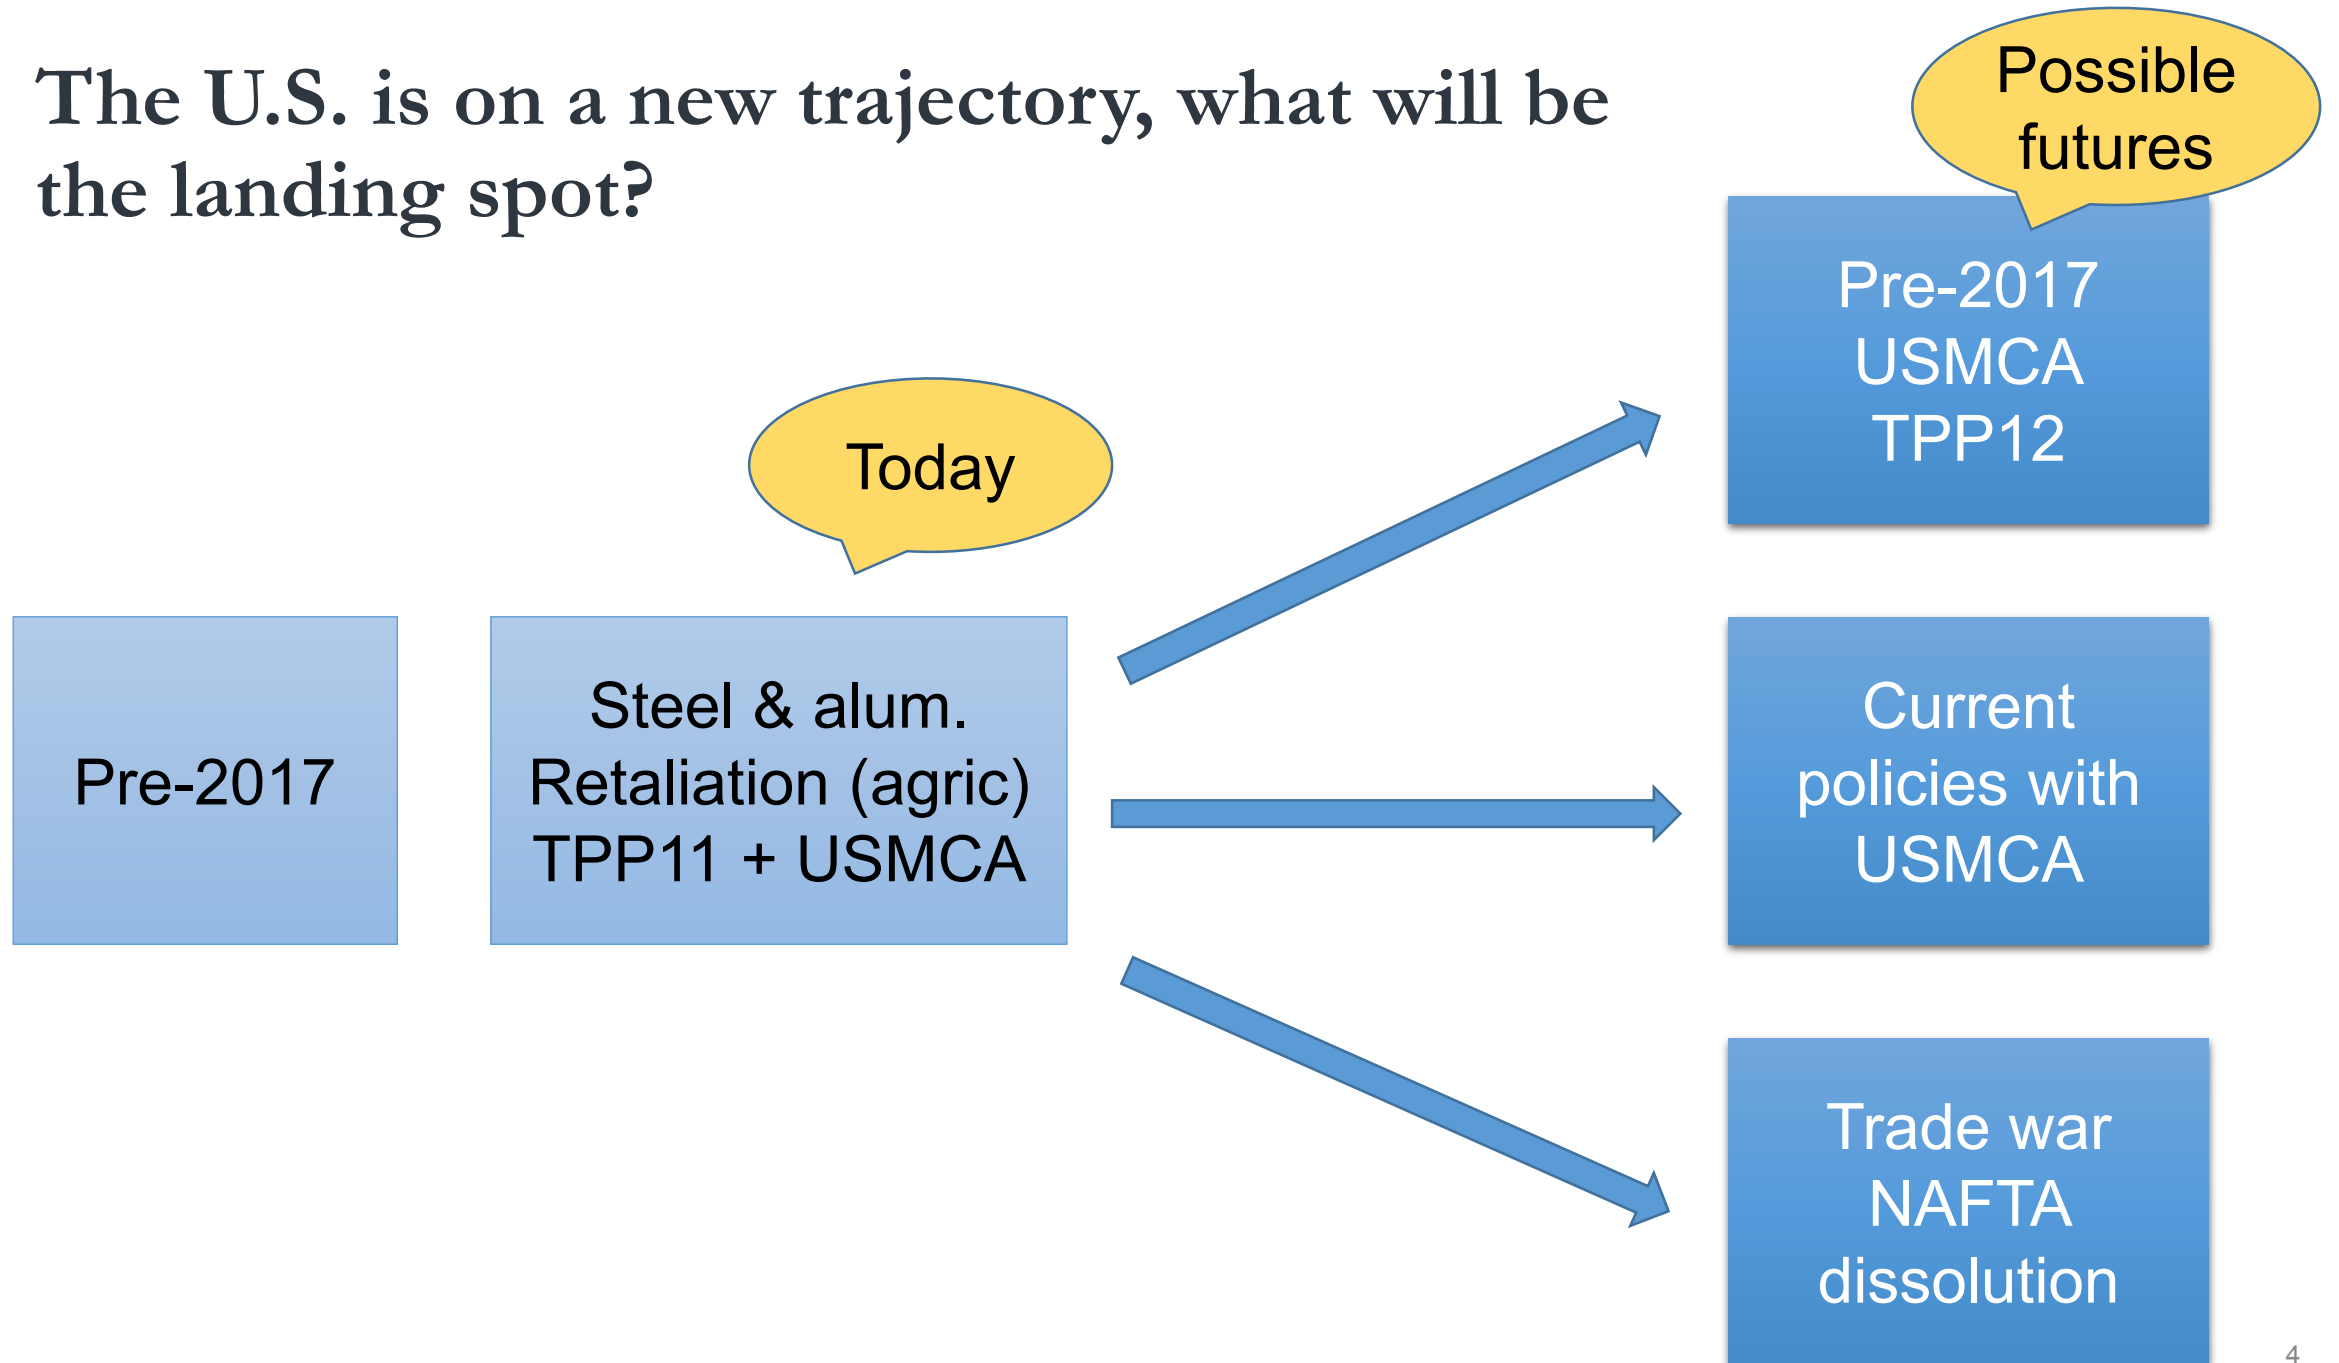 The U.S. is on a new trajectory, what will be
the landing spot?
Possible
futures
Pre-2017
USMCA
TPP12
Today
Pre-2017
Steel & alum.
Retaliation (agric)
TPP11 + USMCA
Current
policies with
USMCA
Trade war
NAFTA
dissolution
4